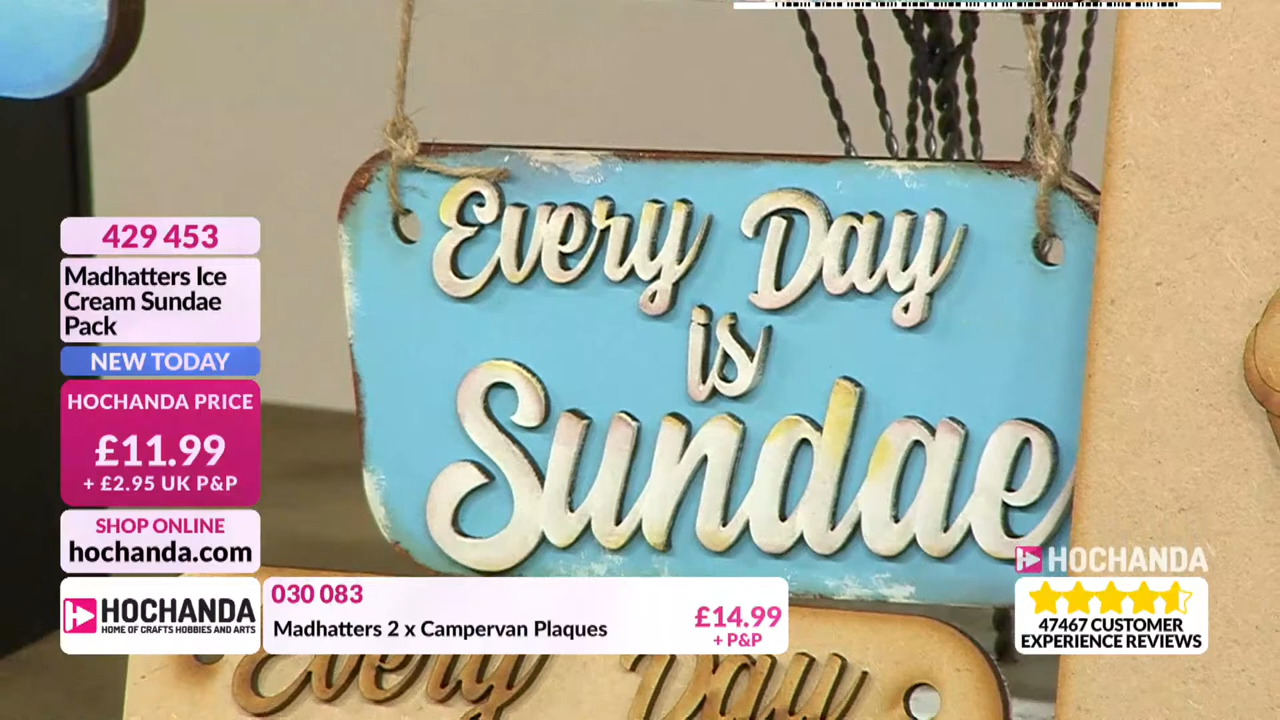 Every Day
is
Sundae
429 453
Madhatters Ice
Cream Sundae
Pack
NEW TODAY
HOCHANDA PRICE
£11.99
+ £2.95 UK P&P
SHOP ONLINE
hochanda.com
HOCHANDA
HOME OF CRAFTS HOBBIES AND ARTS
030 083
Madhatters 2 x Campervan Plaques
£14.99
+ P&P
HOCHANDA
47467 CUSTOMER
EXPERIENCE REVIEWS
Every Day